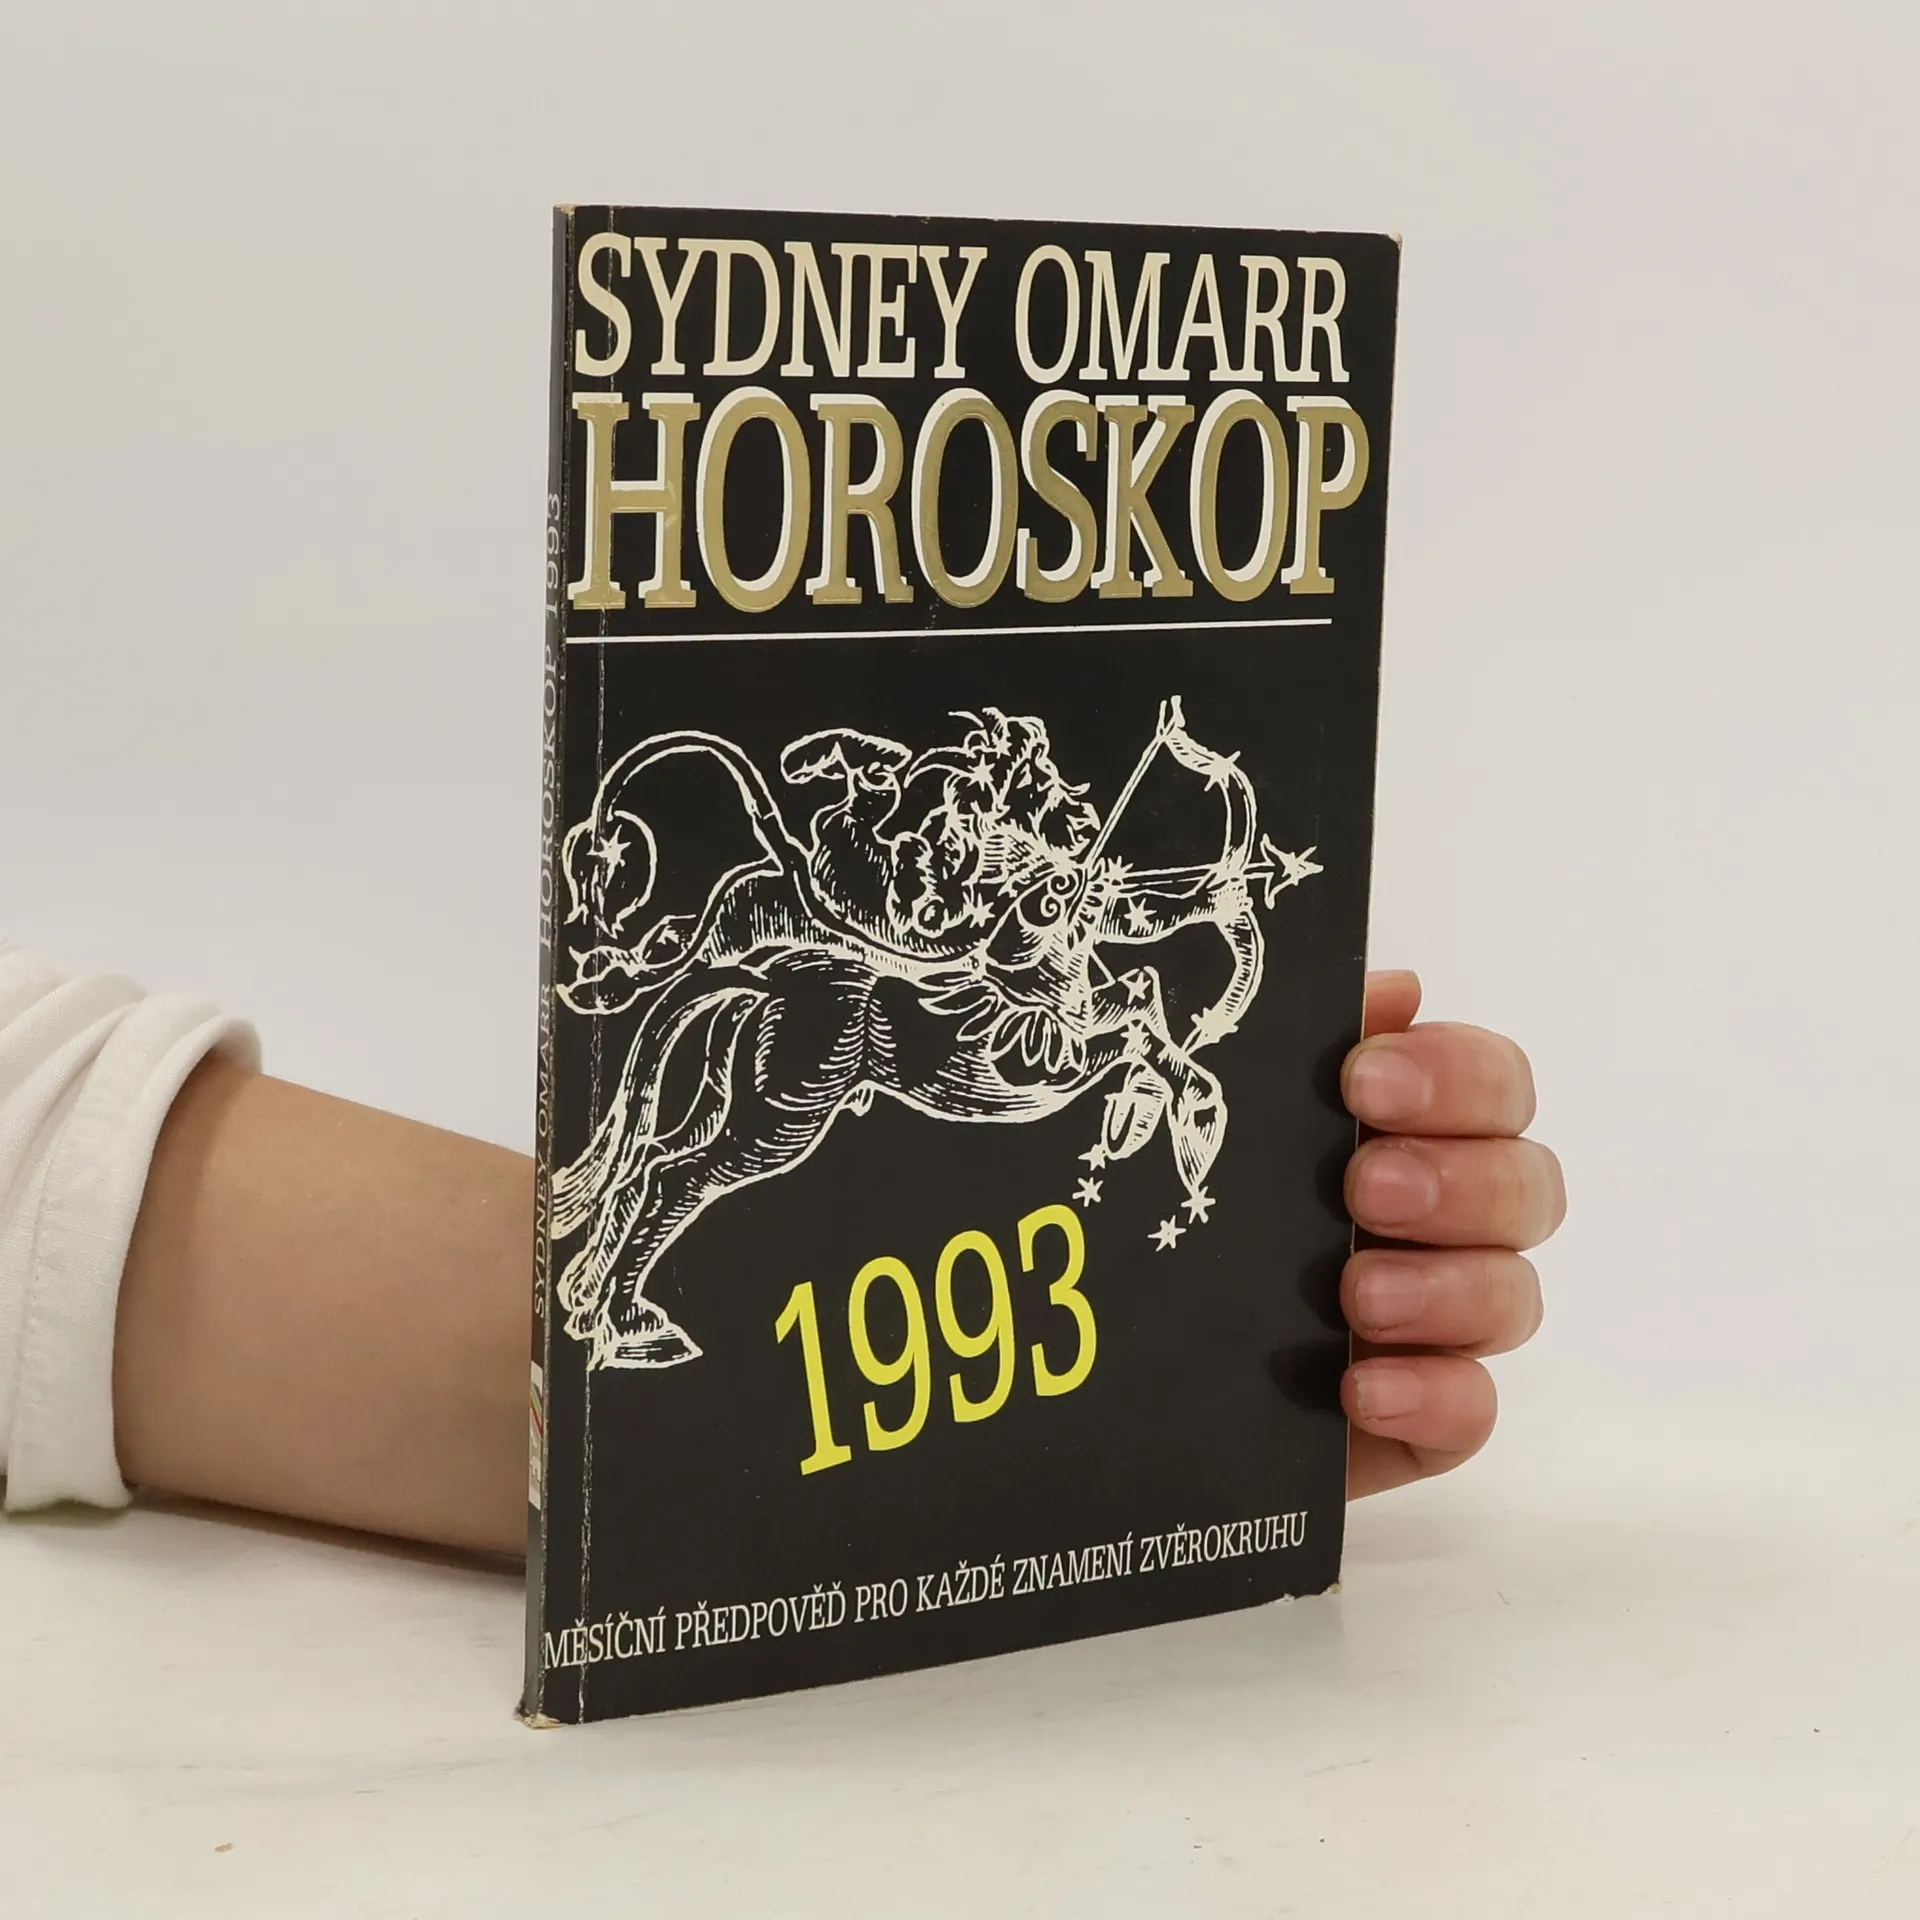 SYDNEY OMARR
HOROSKOP
1993
MĚSÍČNÍ PŘEDPOVĚĎ PRO KAŽDÉ ZNAMENÍ ZVĚROKRUHU
SYDNEY OMARR HOROSKOP 1993